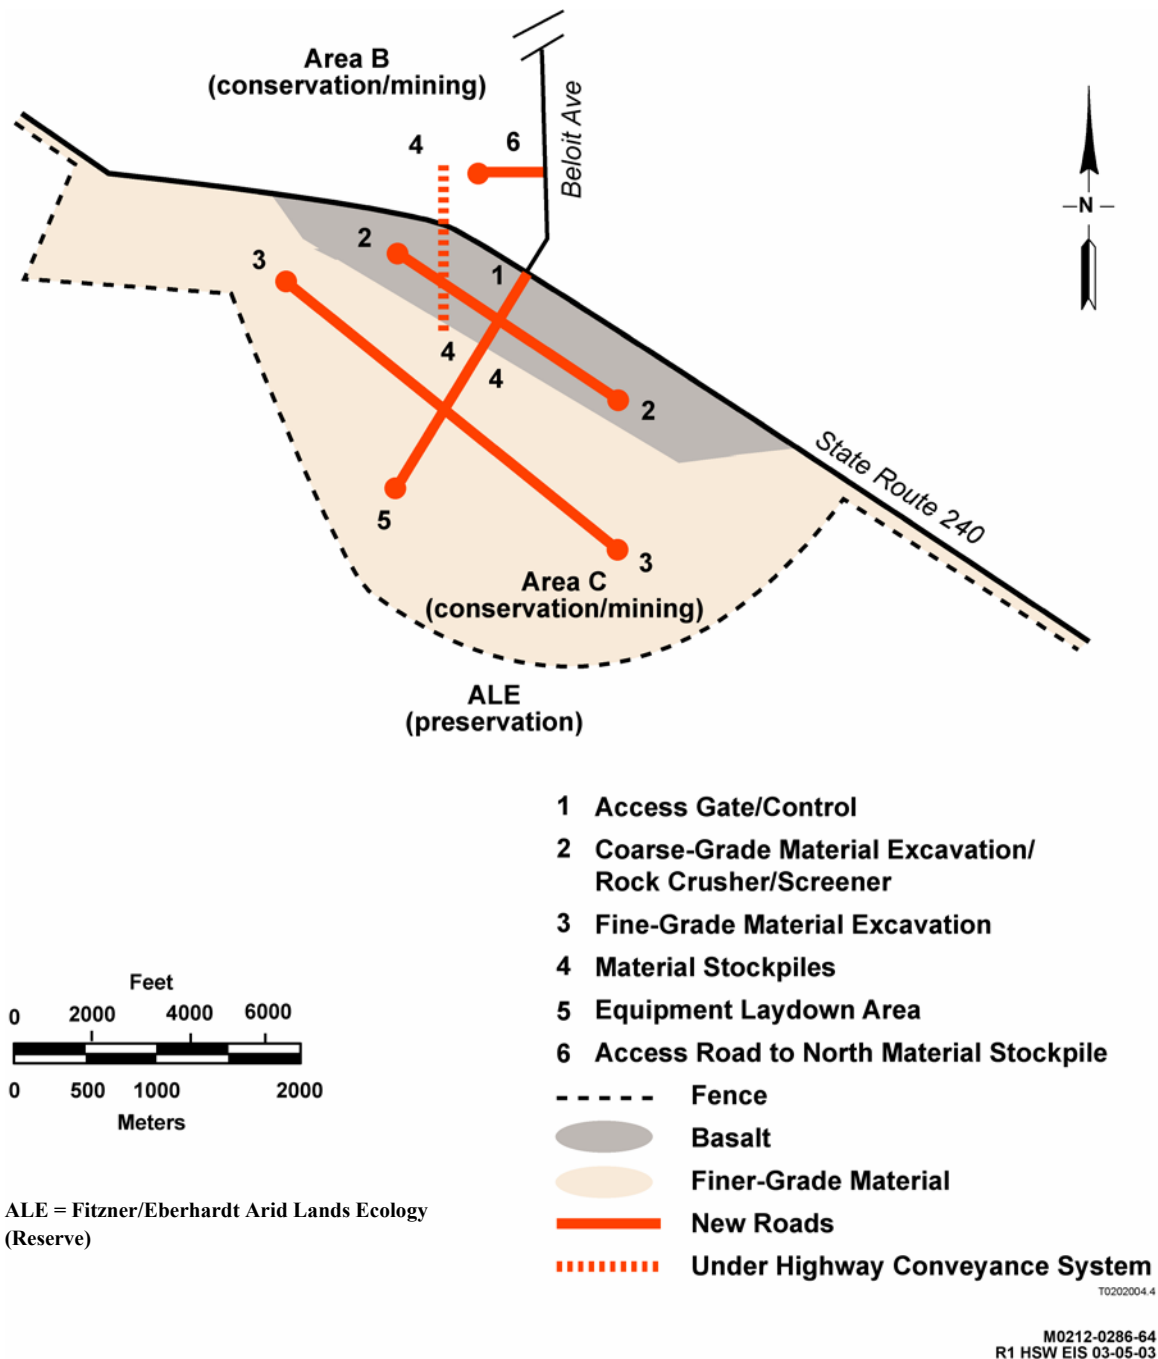 Area B
(conservation/mining)
Beloit Ave
4
6
N
2
3
1
4
4
2
State Route 240
5
3
Area C
(conservation/mining)
ALE
(preservation)
1 Access Gate/Control
2 Coarse-Grade Material Excavation/
Rock Crusher/Screener
3 Fine-Grade Material Excavation
4 Material Stockpiles
5 Equipment Laydown Area
6 Access Road to North Material Stockpile
Fence
Basalt
Finer-Grade Material
New Roads
Under Highway Conveyance System
Feet
0 2000 4000 6000
0 500 1000 2000
Meters
ALE = Fitzner/Eberhardt Arid Lands Ecology
(Reserve)
T0202004.4
M0212-0286-64
R1 HSW EIS 03-05-03